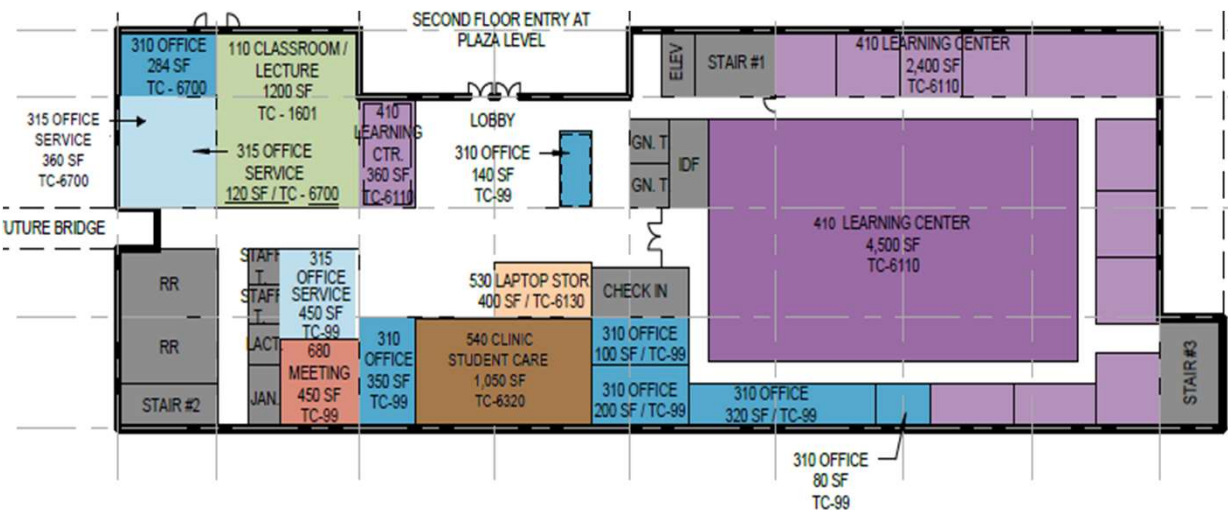 SECOND FLOOR ENTRY AT
PLAZA LEVEL
310 OFFICE
284 SF
TC - 6700
110 CLASSROOM /
LECTURE
1200 SF
TC - 1601
315 OFFICE
SERVICE
360 SF
TC-6700
315 OFFICE
SERVICE
120 SF / TC - 6700
410
LEARNING
CTR.
360 SF
TC-6110
LOBBY
310 OFFICE
140 SF
TC-99
ELEV
STAIR #1
410 LEARNING CENTER
2,400 SF
TC-6110
GN. T
GN. T
IDF
410 LEARNING CENTER
4,500 SF
TC-6110
UTURE BRIDGE
RR
RR
STAIR #2
STAFF
T.
STAFF
T.
LACT.
JAN.
315
OFFICE
SERVICE
450 SF
TC-99
680
MEETING
450 SF
TC-99
310
OFFICE
350 SF
TC-99
530 LAPTOP STOR
400 SF / TC-6130
CHECK IN
540 CLINIC
STUDENT CARE
1,050 SF
TC-6320
310 OFFICE
100 SF / TC-99
310 OFFICE
200 SF / TC-99
310 OFFICE
320 SF / TC-99
310 OFFICE
80 SF
TC-99
STAIR #3